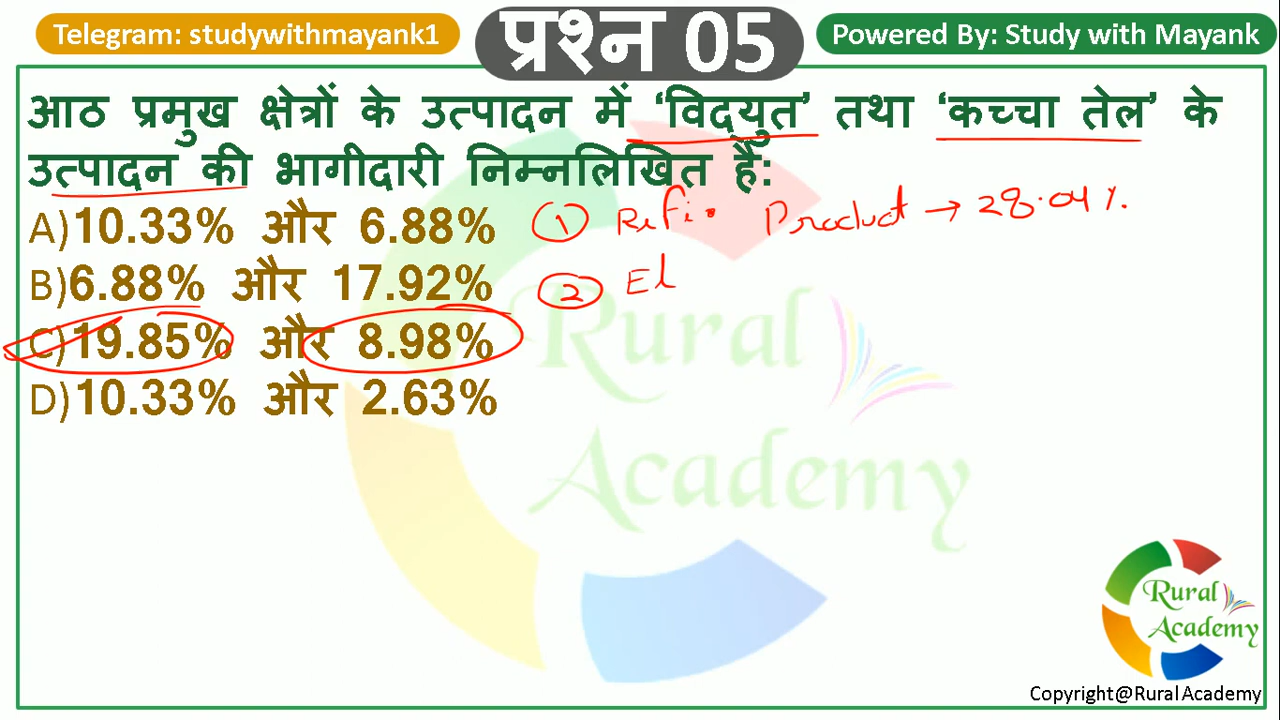 Telegram: studywithmayank1
प्रश्न 05
Powered By: Study with Mayank
आठ प्रमुख क्षेत्रों के उत्पादन में 'विद्युत' तथा 'कच्चा तेल' के
उत्पादन की भागीदारी निम्नलिखित है:
A)10.33% और 6.88%
B)6.88% और 17.92%
C)19.85% और 8.98%
D)10.33% और 2.63%
① Refi. Product → 28.04%.
② El
Rural
Academy
Rural
Academy
Copyright@Rural Academy